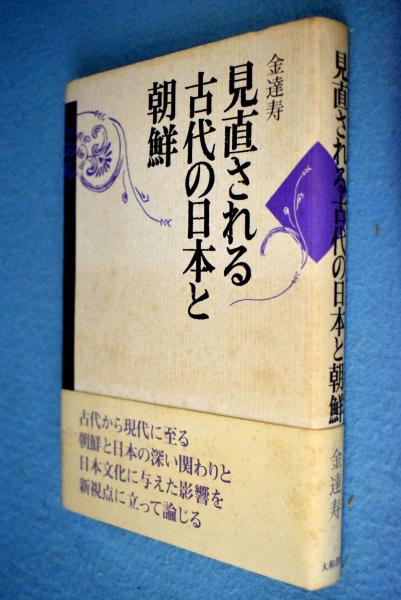 金達寿
見直される
古代の日本と
朝鮮
古代から現代に至る
朝鮮と日本の深い関わりと
日本文化に与えた影響を
新視点に立って論じる
見直される古代の日本と朝鮮
金達寿
大和書